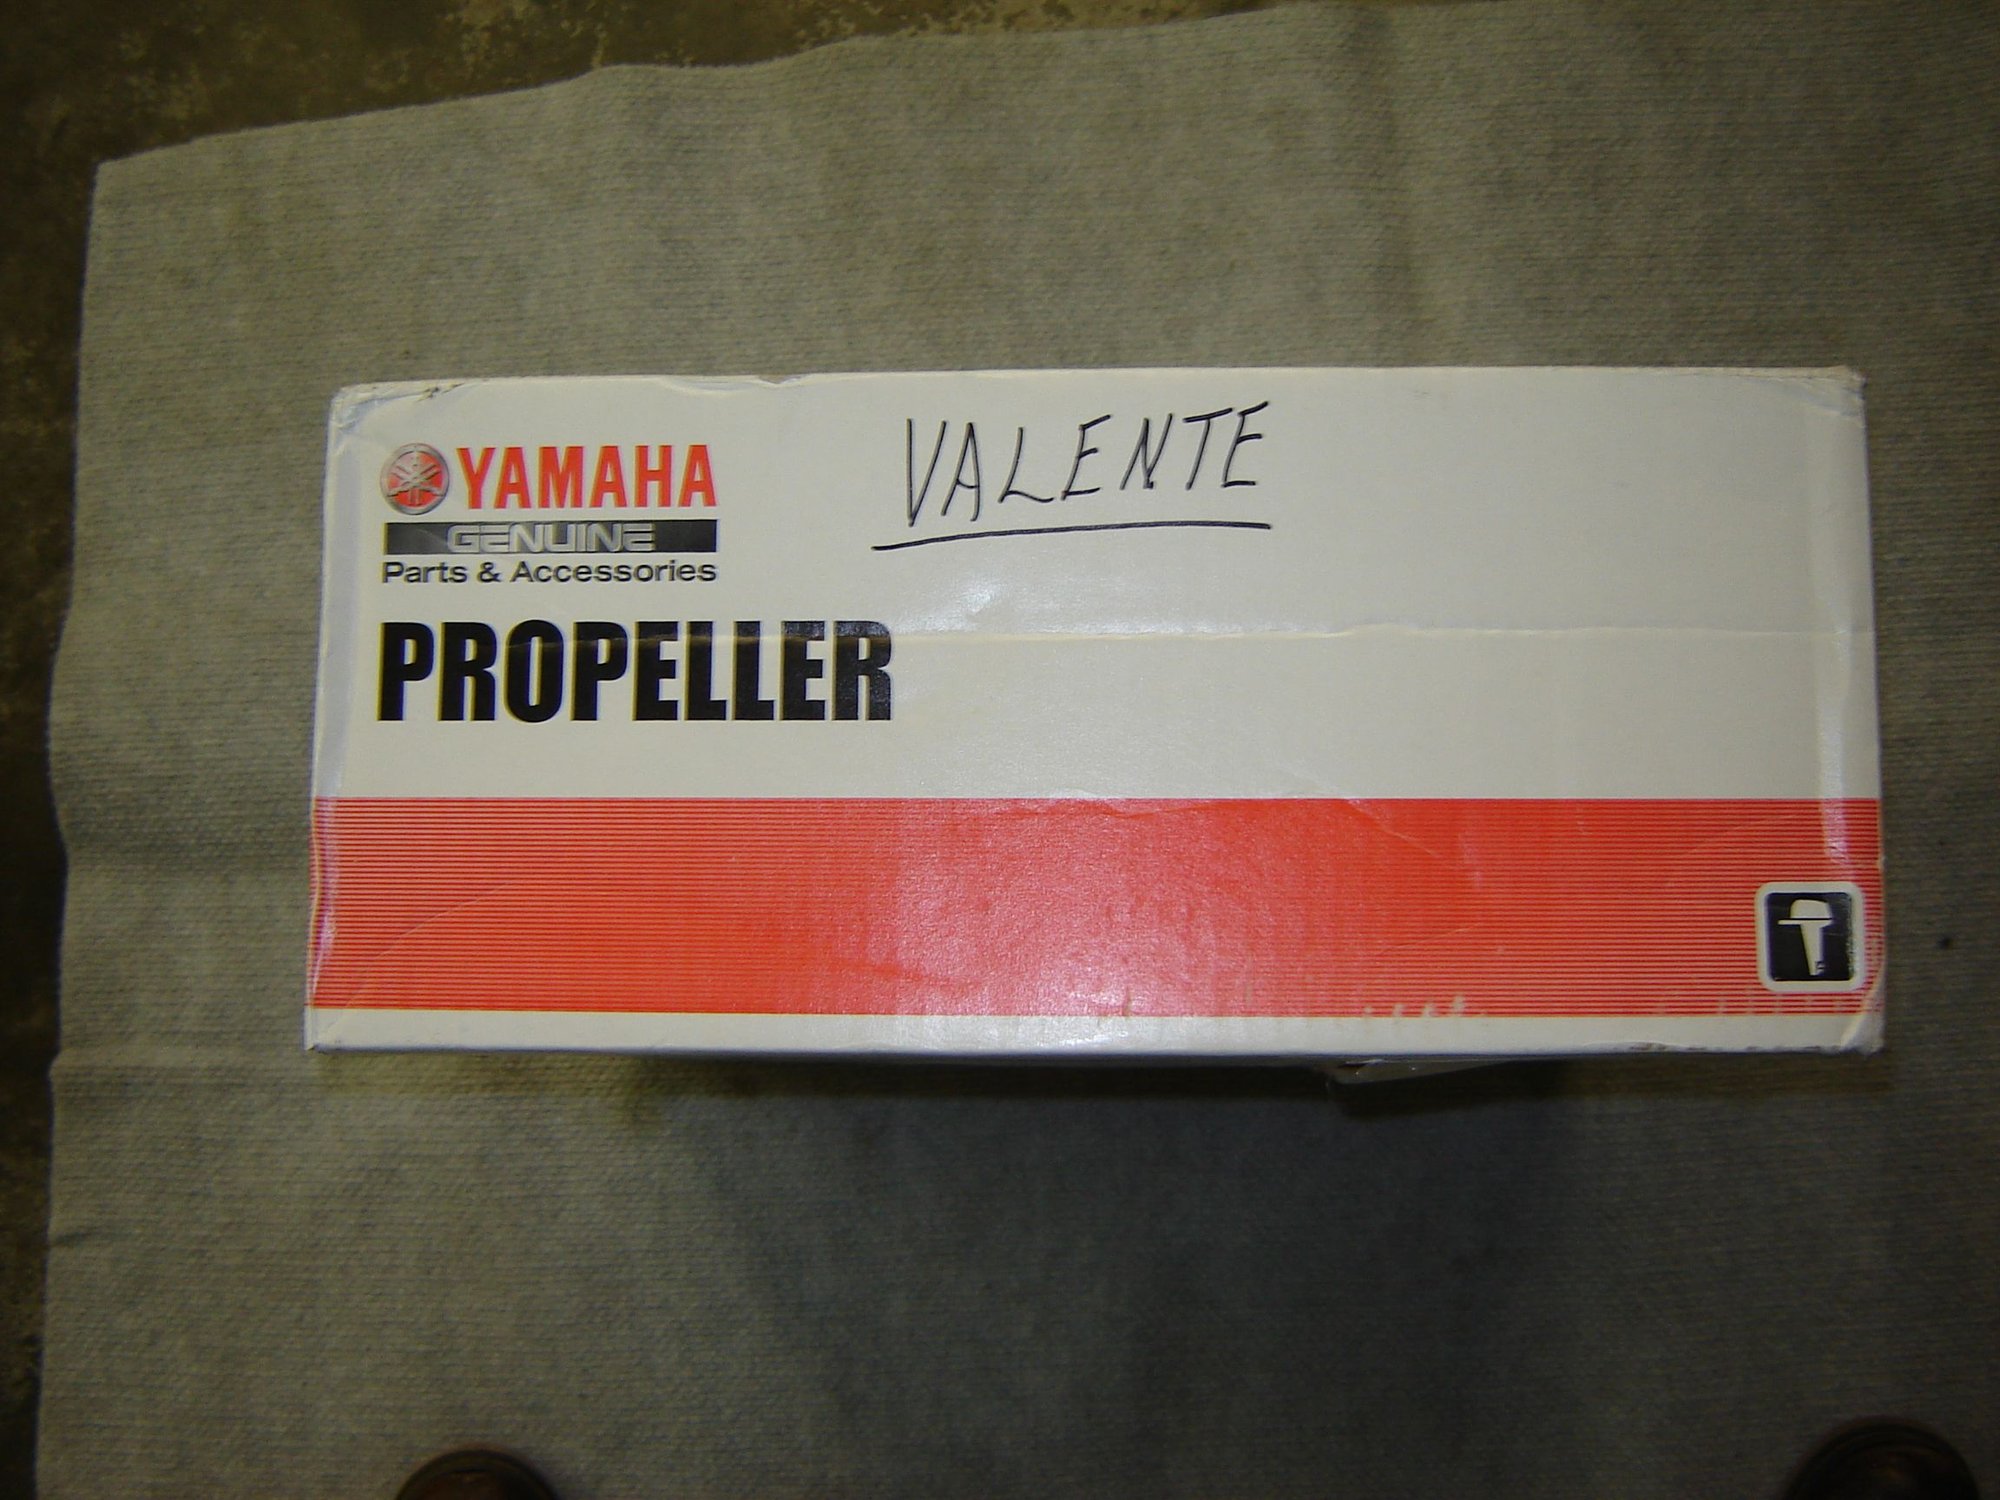 VALENTE
YAMAHA
GENUINE
Parts & Accessories
PROPELLER